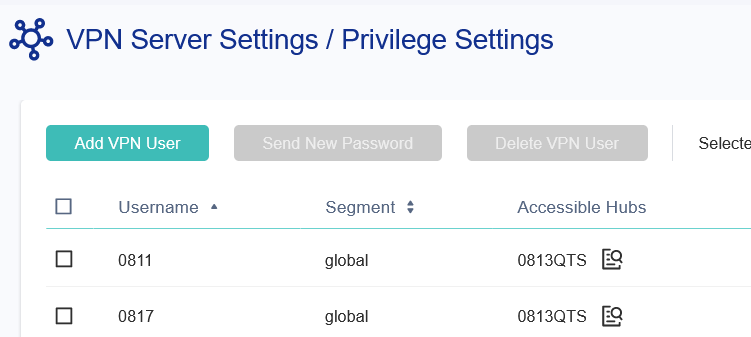 VPN Server Settings / Privilege Settings
Add VPN User Send New Password Delete VPN User
Username Segment Accessible Hubs
0811 global 0813QTS
0817 global 0813QTS